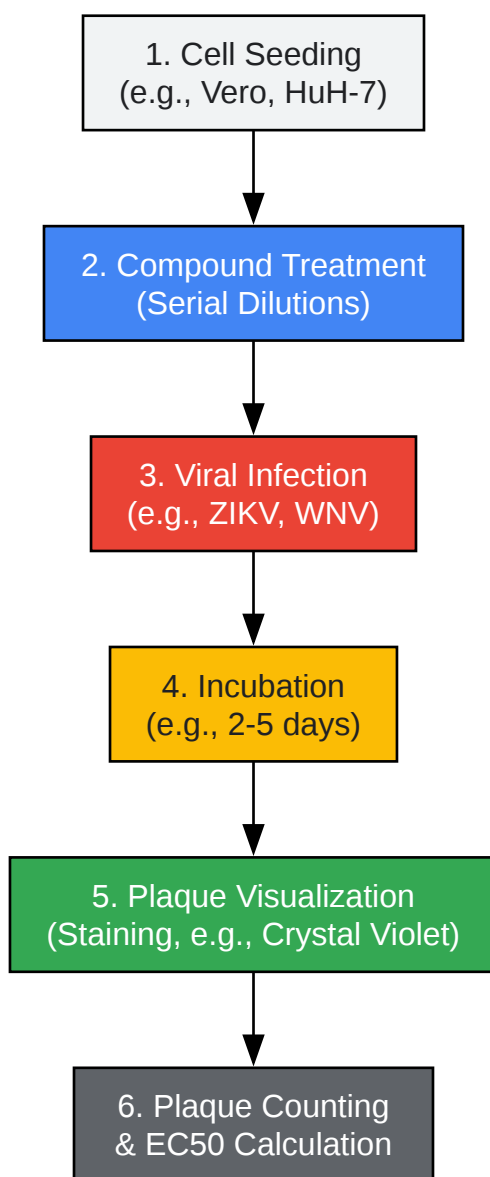 1. Cell Seeding
(e.g., Vero, HuH-7)
2. Compound Treatment
(Serial Dilutions)
3. Viral Infection
(e.g., ZIKV, WNV)
4. Incubation
(e.g., 2-5 days)
5. Plaque Visualization
(Staining, e.g., Crystal Violet)
6. Plaque Counting
& EC50 Calculation